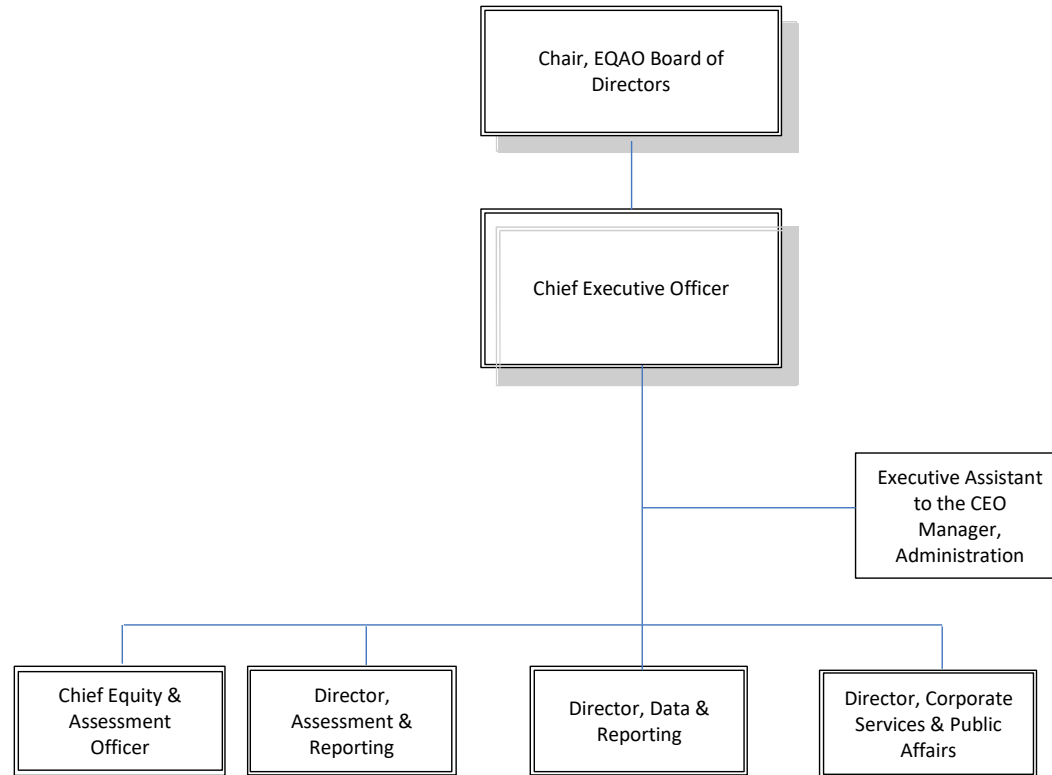 Chair, EQAO Board of
Directors
Chief Executive Officer
Executive Assistant
to the CEO
Manager,
Administration
Chief Equity &
Assessment
Officer
Director,
Assessment &
Reporting
Director, Data &
Reporting
Director, Corporate
Services & Public
Affairs